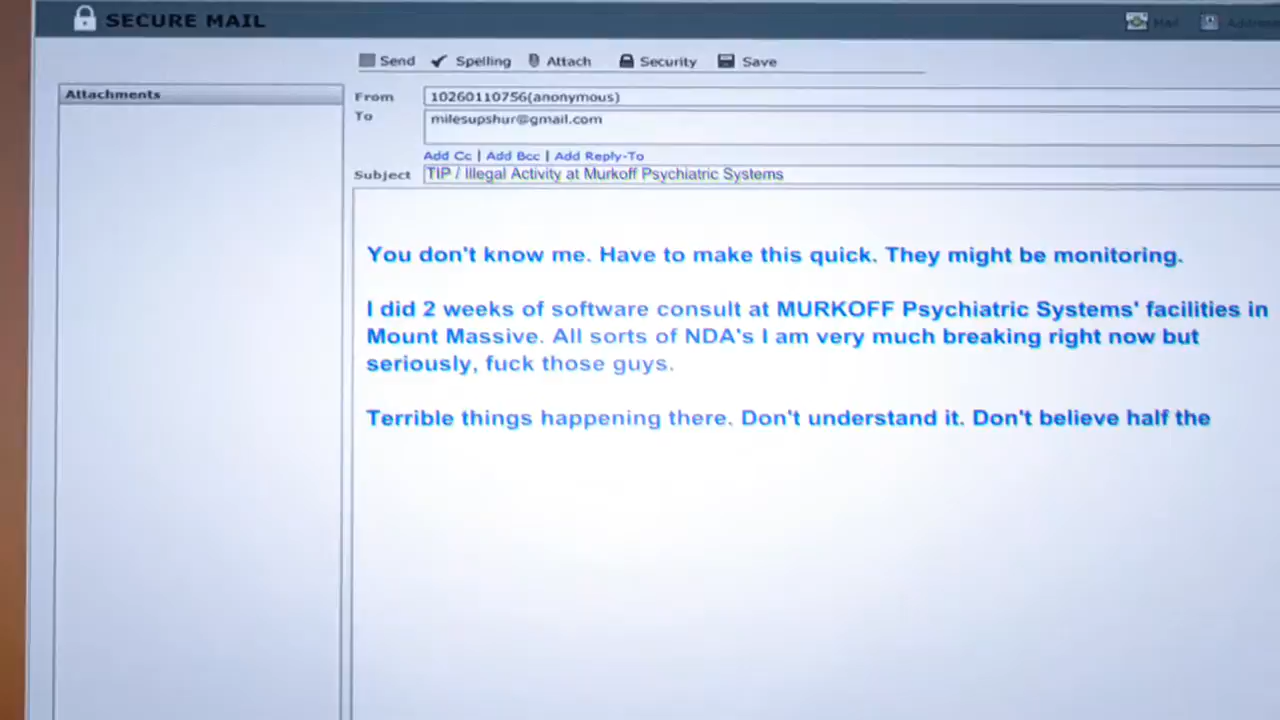 SECURE MAIL
Mail
Send Spelling Attach Security Save
Attachments
From 10260110756(anonymous)
To milesupshur@gmail.com
Add Cc | Add Bcc | Add Reply-To
Subject TIP / Illegal Activity at Murkoff Psychiatric Systems
You don't know me. Have to make this quick. They might be monitoring.
I did 2 weeks of software consult at MURKOFF Psychiatric Systems' facilities in
Mount Massive. All sorts of NDA's I am very much breaking right now but
seriously, fuck those guys.
Terrible things happening there. Don't understand it. Don't believe half the